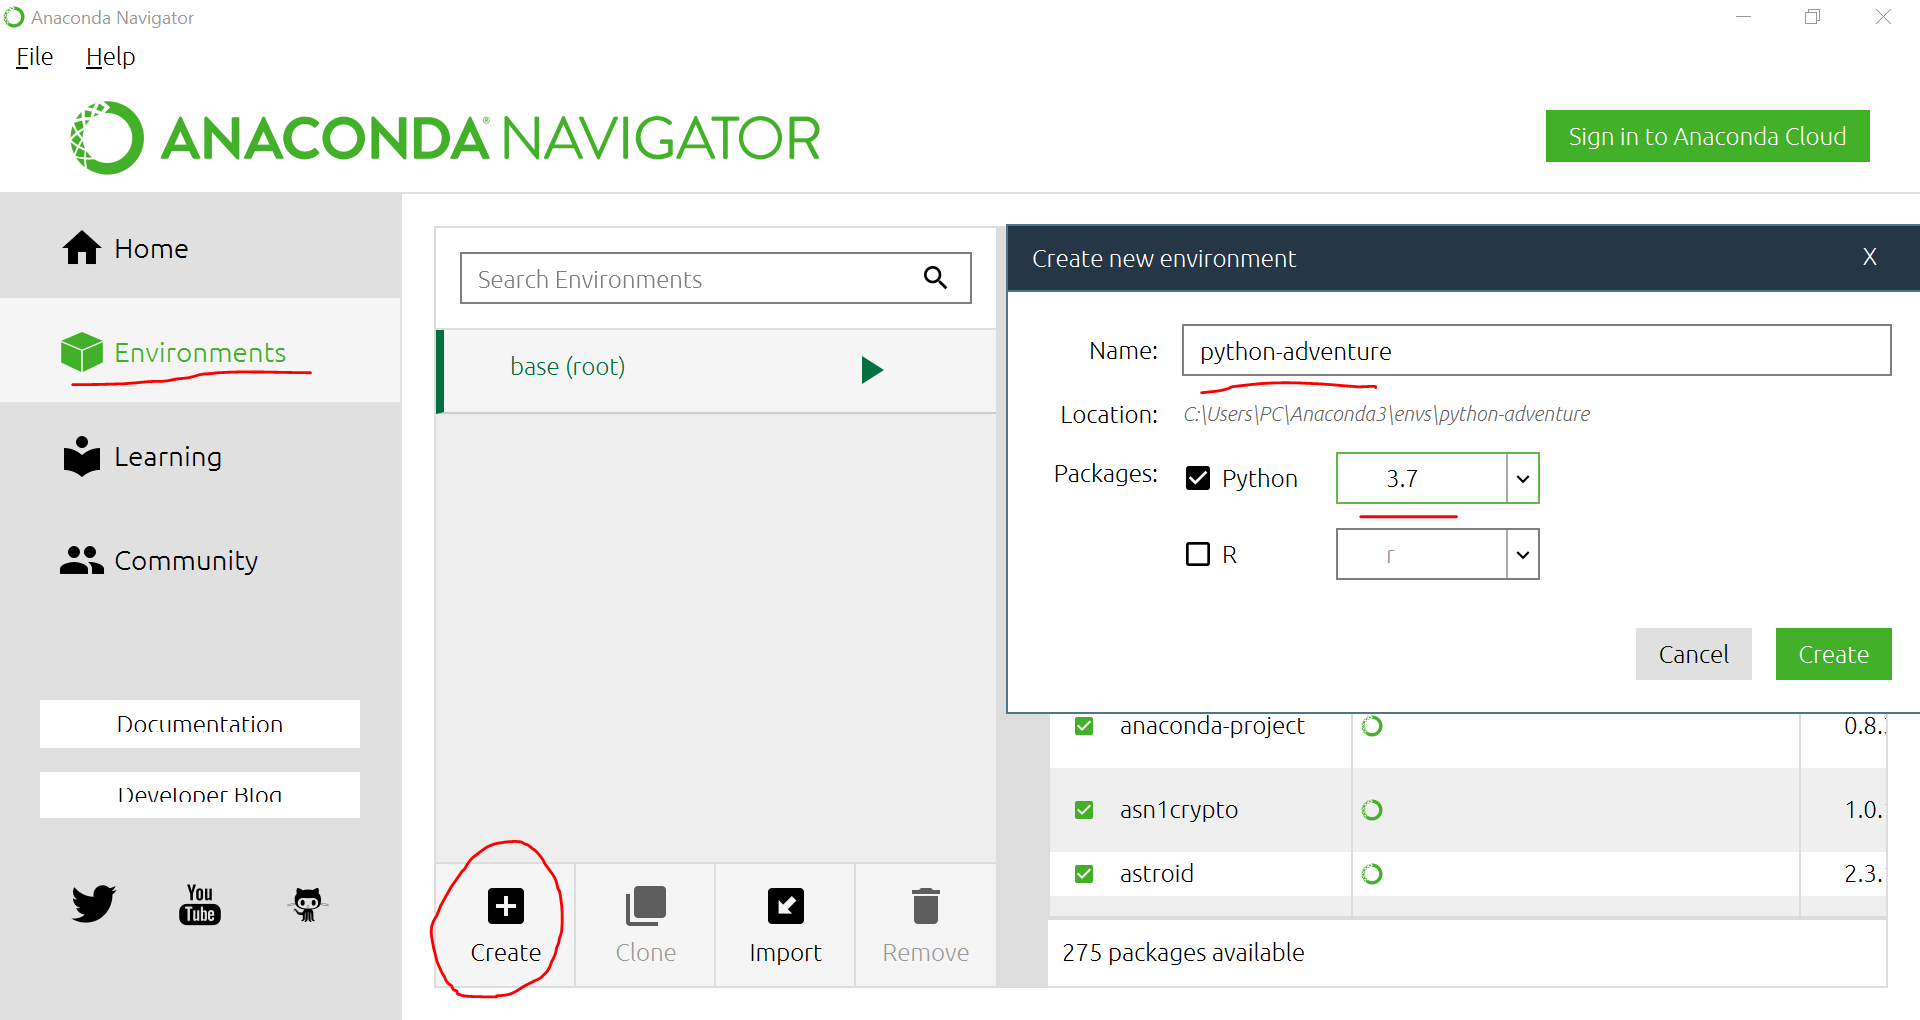 Anaconda Navigator
File Help
ANACONDA® NAVIGATOR
Sign in to Anaconda Cloud
Home
Environments
Learning
Community
Documentation
Developer Blog
You
Tube
Search Environments
base (root)
Create
Clone
Import
Remove
Create new environment
X
Name: python-adventure
Location: C:\Users\PC\Anaconda3\envs\python-adventure
Packages: Python 3.7
R r
Cancel
Create
anaconda-project 0.8.
asn1crypto 1.0.
astroid 2.3.
275 packages available